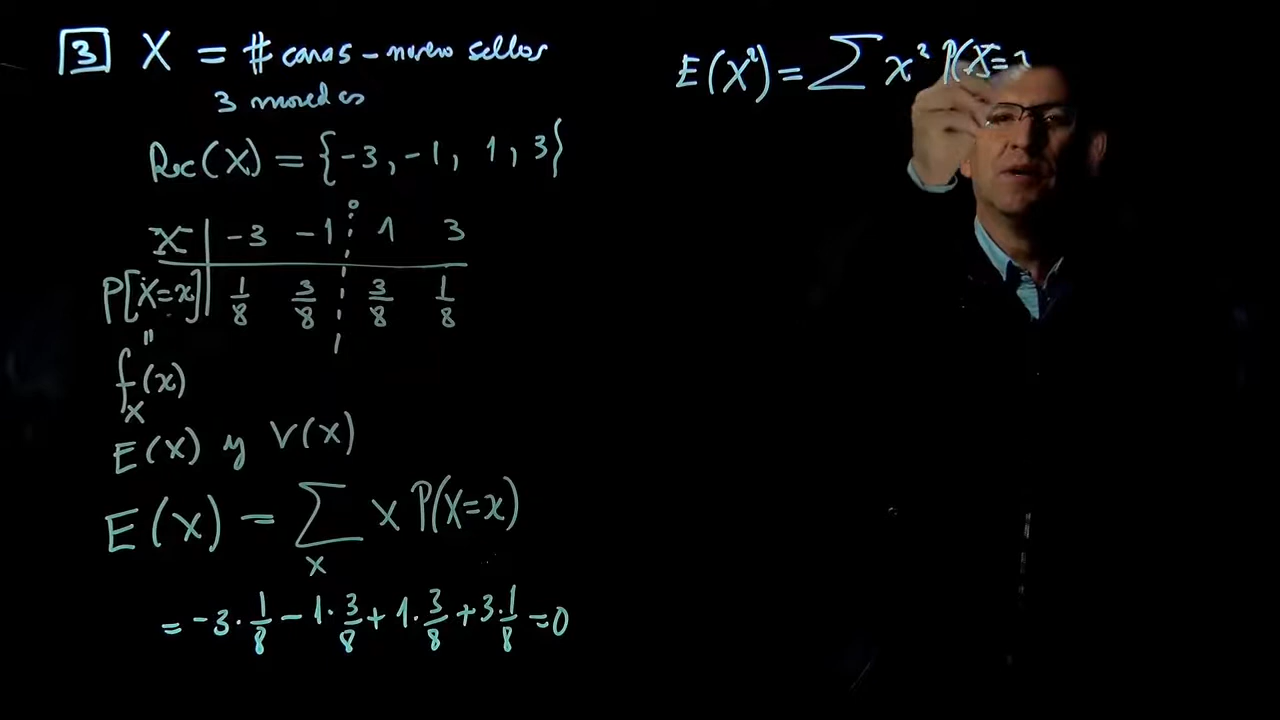 3 X = # caras - número sellos
3 monedas
Rec(X) = {-3, -1, 1, 3}
X | -3 -1 1 3
P[X=x] | 1/8 3/8 3/8 1/8
"
f_X(x)
E(X) y V(X)
E(X) = ∑_x x P(X=x)
= -3·1/8 - 1·3/8 + 1·3/8 + 3·1/8 = 0
E(X²) = ∑ x² P(X=